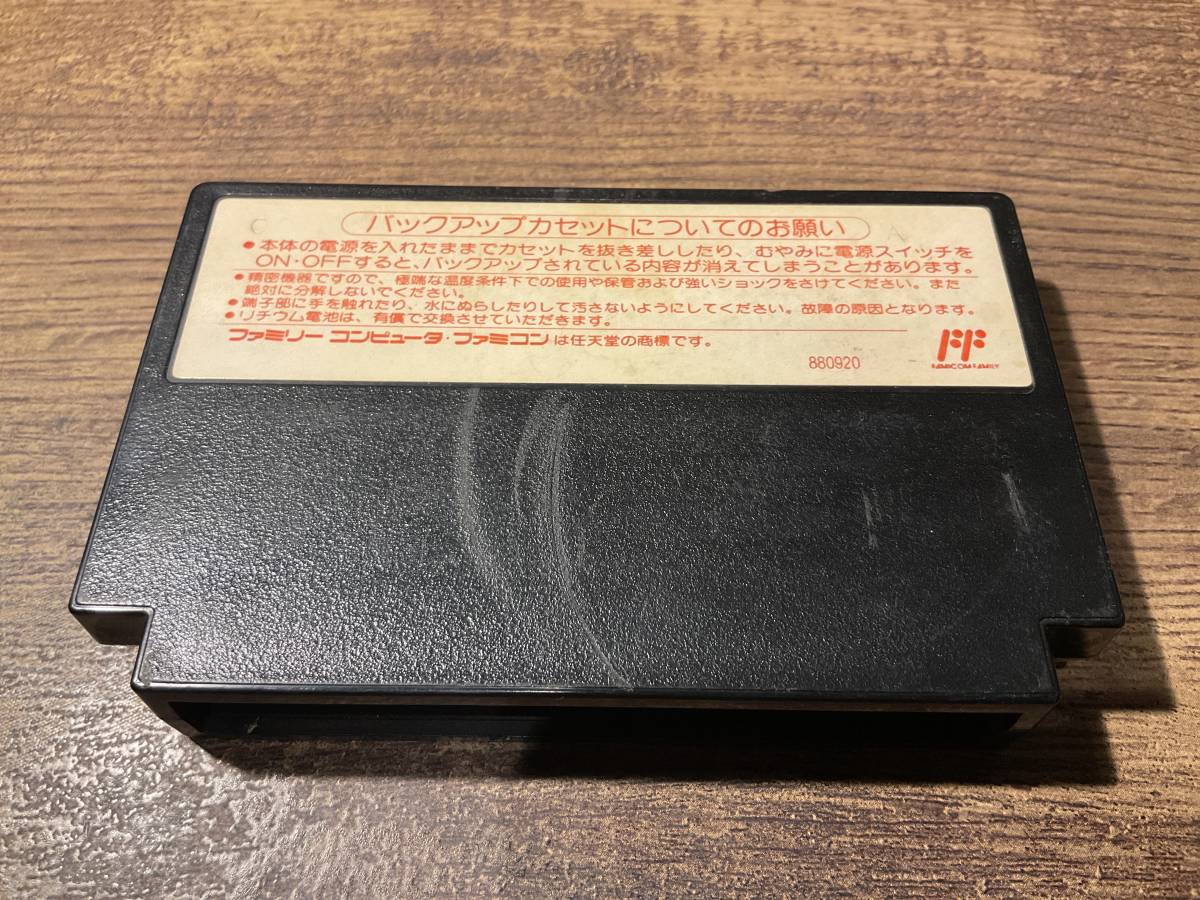 バックアップカセットについてのお願い
●本体の電源を入れたままでカセットを抜き差ししたり、むやみに電源スイッチを
ON・OFFすると、バックアップされている内容が消えてしまうことがあります。
●精密機器ですので、極端な温度条件下での使用や保管および強いショックをさけてください。また
絶対に分解しないでください。
●端子部に手を触れたり、水にぬらしたりして汚さないようにしてください。故障の原因となります。
●リチウム電池は、有償で交換させていただきます。
ファミリーコンピュータ・ファミコンは任天堂の商標です。
880920
FAMICOM FAMILY